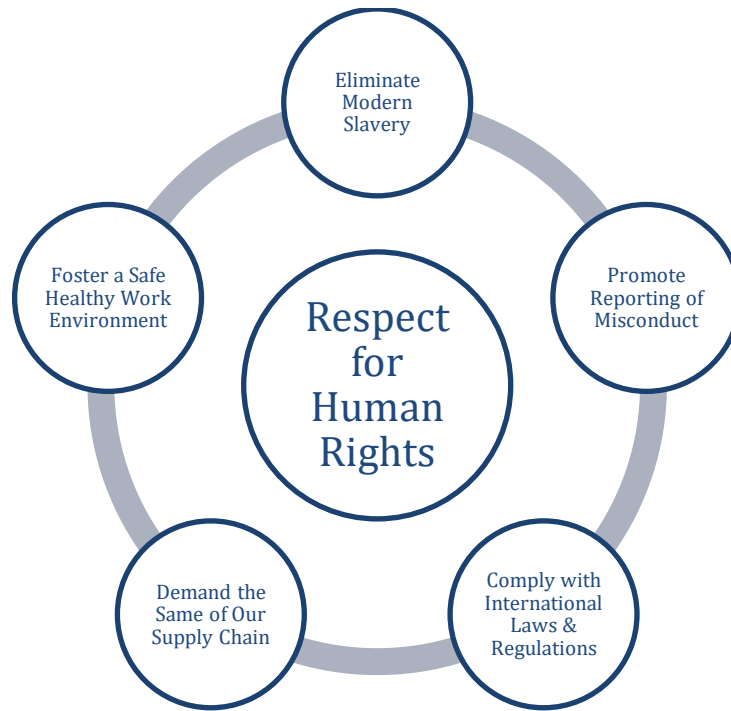 Eliminate
Modern
Slavery
Promote
Reporting of
Misconduct
Comply with
International
Laws &
Regulations
Demand the
Same of Our
Supply Chain
Foster a Safe
Healthy Work
Environment
Respect
for
Human
Rights